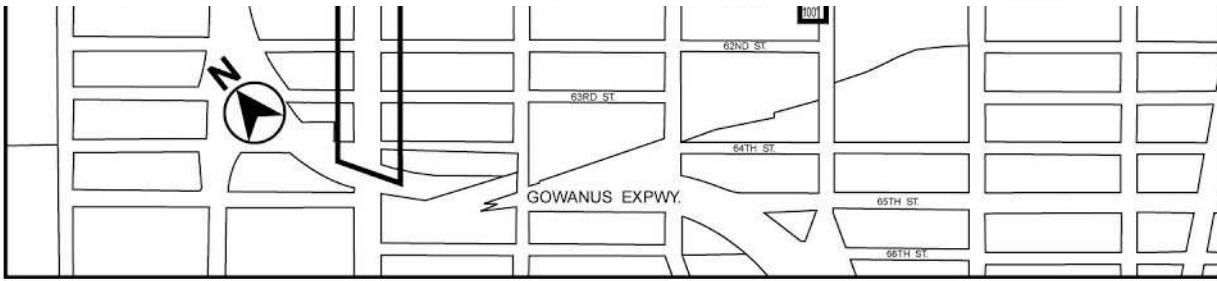 1001
62ND ST.
N
63RD ST.
64TH ST.
GOWANUS EXPWY.
65TH ST.
66TH ST.